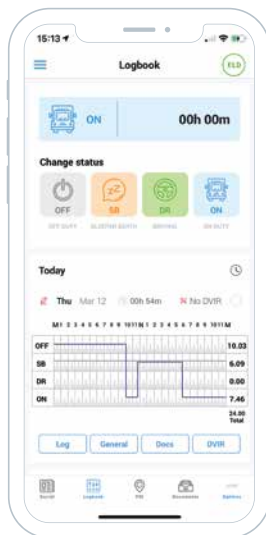 15:13
Logbook
ELD
ON
00h 00m
Change status
OFF
SB
DR
ON
OFF DUTY
SLEEPING BERTH
DRIVING
ON DUTY
Today
Thu Mar 12
00h 54m
No DVIR
M 1 2 3 4 5 6 7 8 9 10 11 N 1 2 3 4 5 6 7 8 9 10 11 M
OFF 10.03
SB 6.09
DR 0.00
ON 7.46
24.00
Total
Log
General
Docs
DVIR
Logbook
Documents